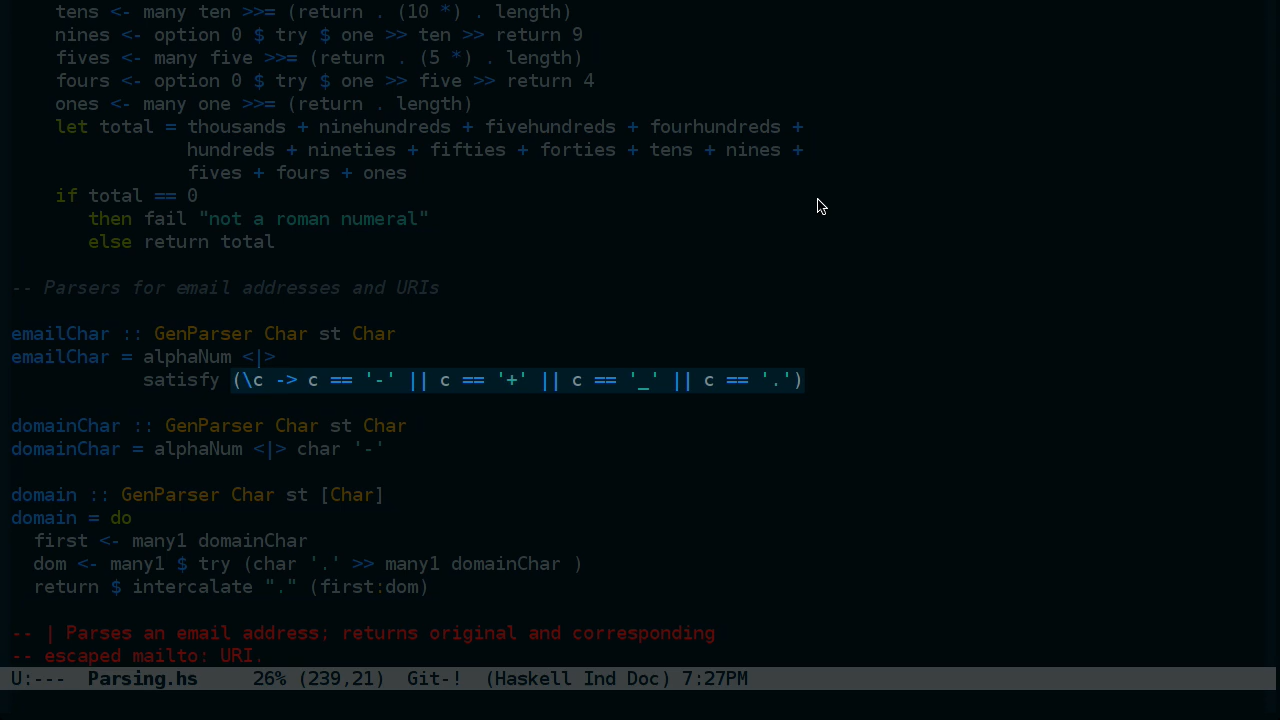 tens <- many ten >>= (return . (10 *) . length)
    nines <- option 0 $ try $ one >> ten >> return 9
    fives <- many five >>= (return . (5 *) . length)
    fours <- option 0 $ try $ one >> five >> return 4
    ones <- many one >>= (return . length)
    let total = thousands + ninehundreds + fivehundreds + fourhundreds +
                hundreds + nineties + fifties + forties + tens + nines +
                fives + fours + ones
    if total == 0
       then fail "not a roman numeral"
       else return total
-- Parsers for email addresses and URIs
emailChar :: GenParser Char st Char
emailChar = alphaNum <|>
            satisfy (\c -> c == '-' || c == '+' || c == '_' || c == '.')
domainChar :: GenParser Char st Char
domainChar = alphaNum <|> char '-'
domain :: GenParser Char st [Char]
domain = do
  first <- many1 domainChar
  dom <- many1 $ try (char '.' >> many1 domainChar )
  return $ intercalate "." (first:dom)
-- | Parses an email address; returns original and corresponding
-- escaped mailto: URI.
U:---  Parsing.hs     26% (239,21)  Git-!  (Haskell Ind Doc) 7:27PM